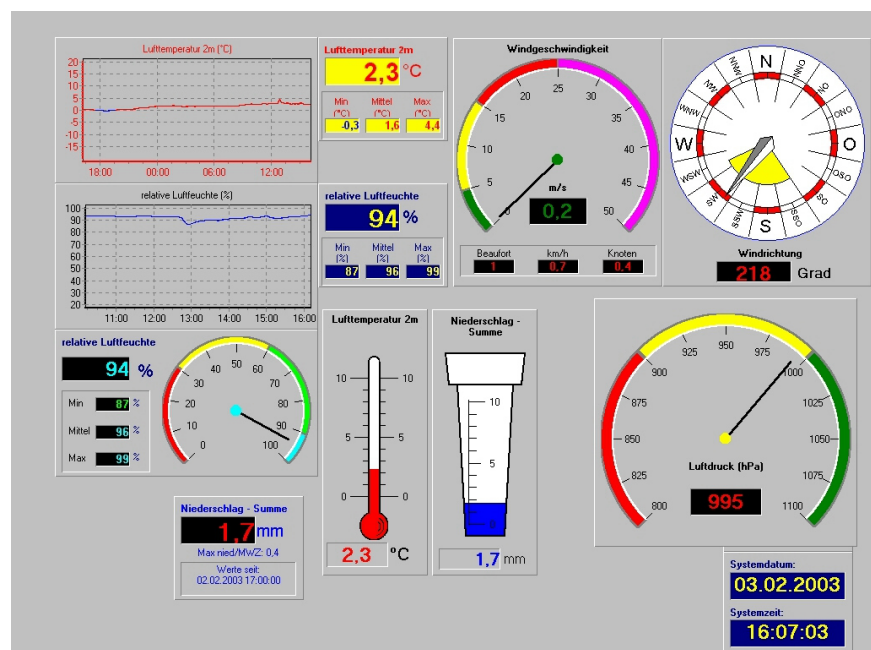 Lufttemperatur 2m (°C)
20
15
10
5
0
-5
-10
-15
18:00 00:00 06:00 12:00
Lufttemperatur 2m
2,3 °C
Min Mittel Max
(°C) (°C) (°C)
-0,3 1,6 4,4
Windgeschwindigkeit
0 5 10 15 20 25 30 35 40 45 50
m/s
0,2
Beaufort km/h Knoten
1 0,7 0,4
N NNO NO ONO O OSO SO SSO S SSW SW WSW W WNW NW NNW
Windrichtung
218 Grad
relative Luftfeuchte (%)
100
90
80
70
60
50
40
30
20
11:00 12:00 13:00 14:00 15:00 16:00
relative Luftfeuchte
94 %
Min Mittel Max
(%) (%) (%)
87 96 99
relative Luftfeuchte
94 %
Min 87 %
Mittel 96 %
Max 99 %
0 10 20 30 40 50 60 70 80 90 100
Lufttemperatur 2m
10 10
5 5
0 0
2,3 °C
Niederschlag -
Summe
10
5
0
1,7 mm
800 825 850 875 900 925 950 975 1000 1025 1050 1075 1100
Luftdruck (hPa)
995
Niederschlag - Summe
1,7 mm
Max nied/MWZ: 0,4
Werte seit:
02.02.2003 17:00:00
Systemdatum:
03.02.2003
Systemzeit:
16:07:03